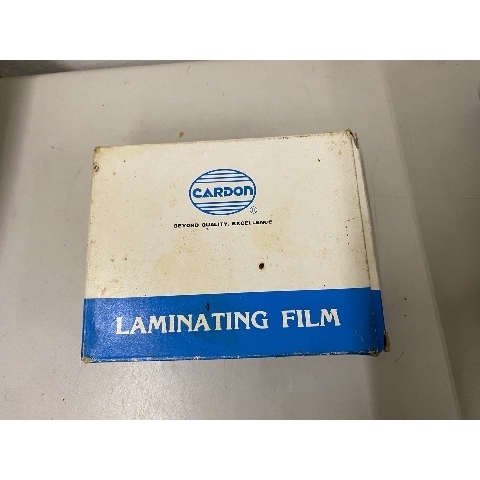 CARDON
®
BEYOND QUALITY, EXCELLENCE
LAMINATING FILM